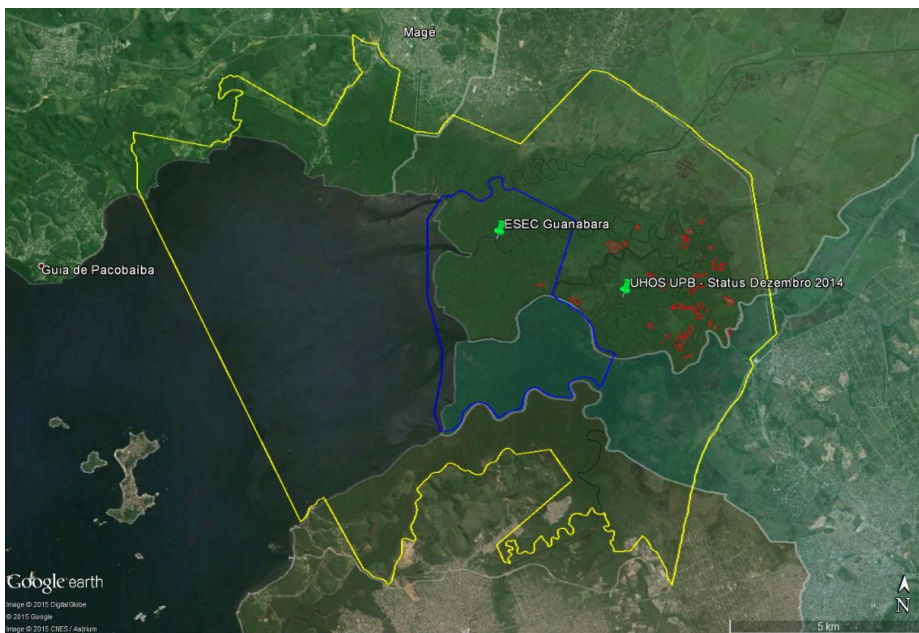 Magé
ESEC Guanabara
Guia de Pacobaíba
UHOS UPB - Status Dezembro 2014
Google earth
Image © 2015 DigitalGlobe
© 2015 Google
Image © 2015 CNES / Astrium
N
5 km